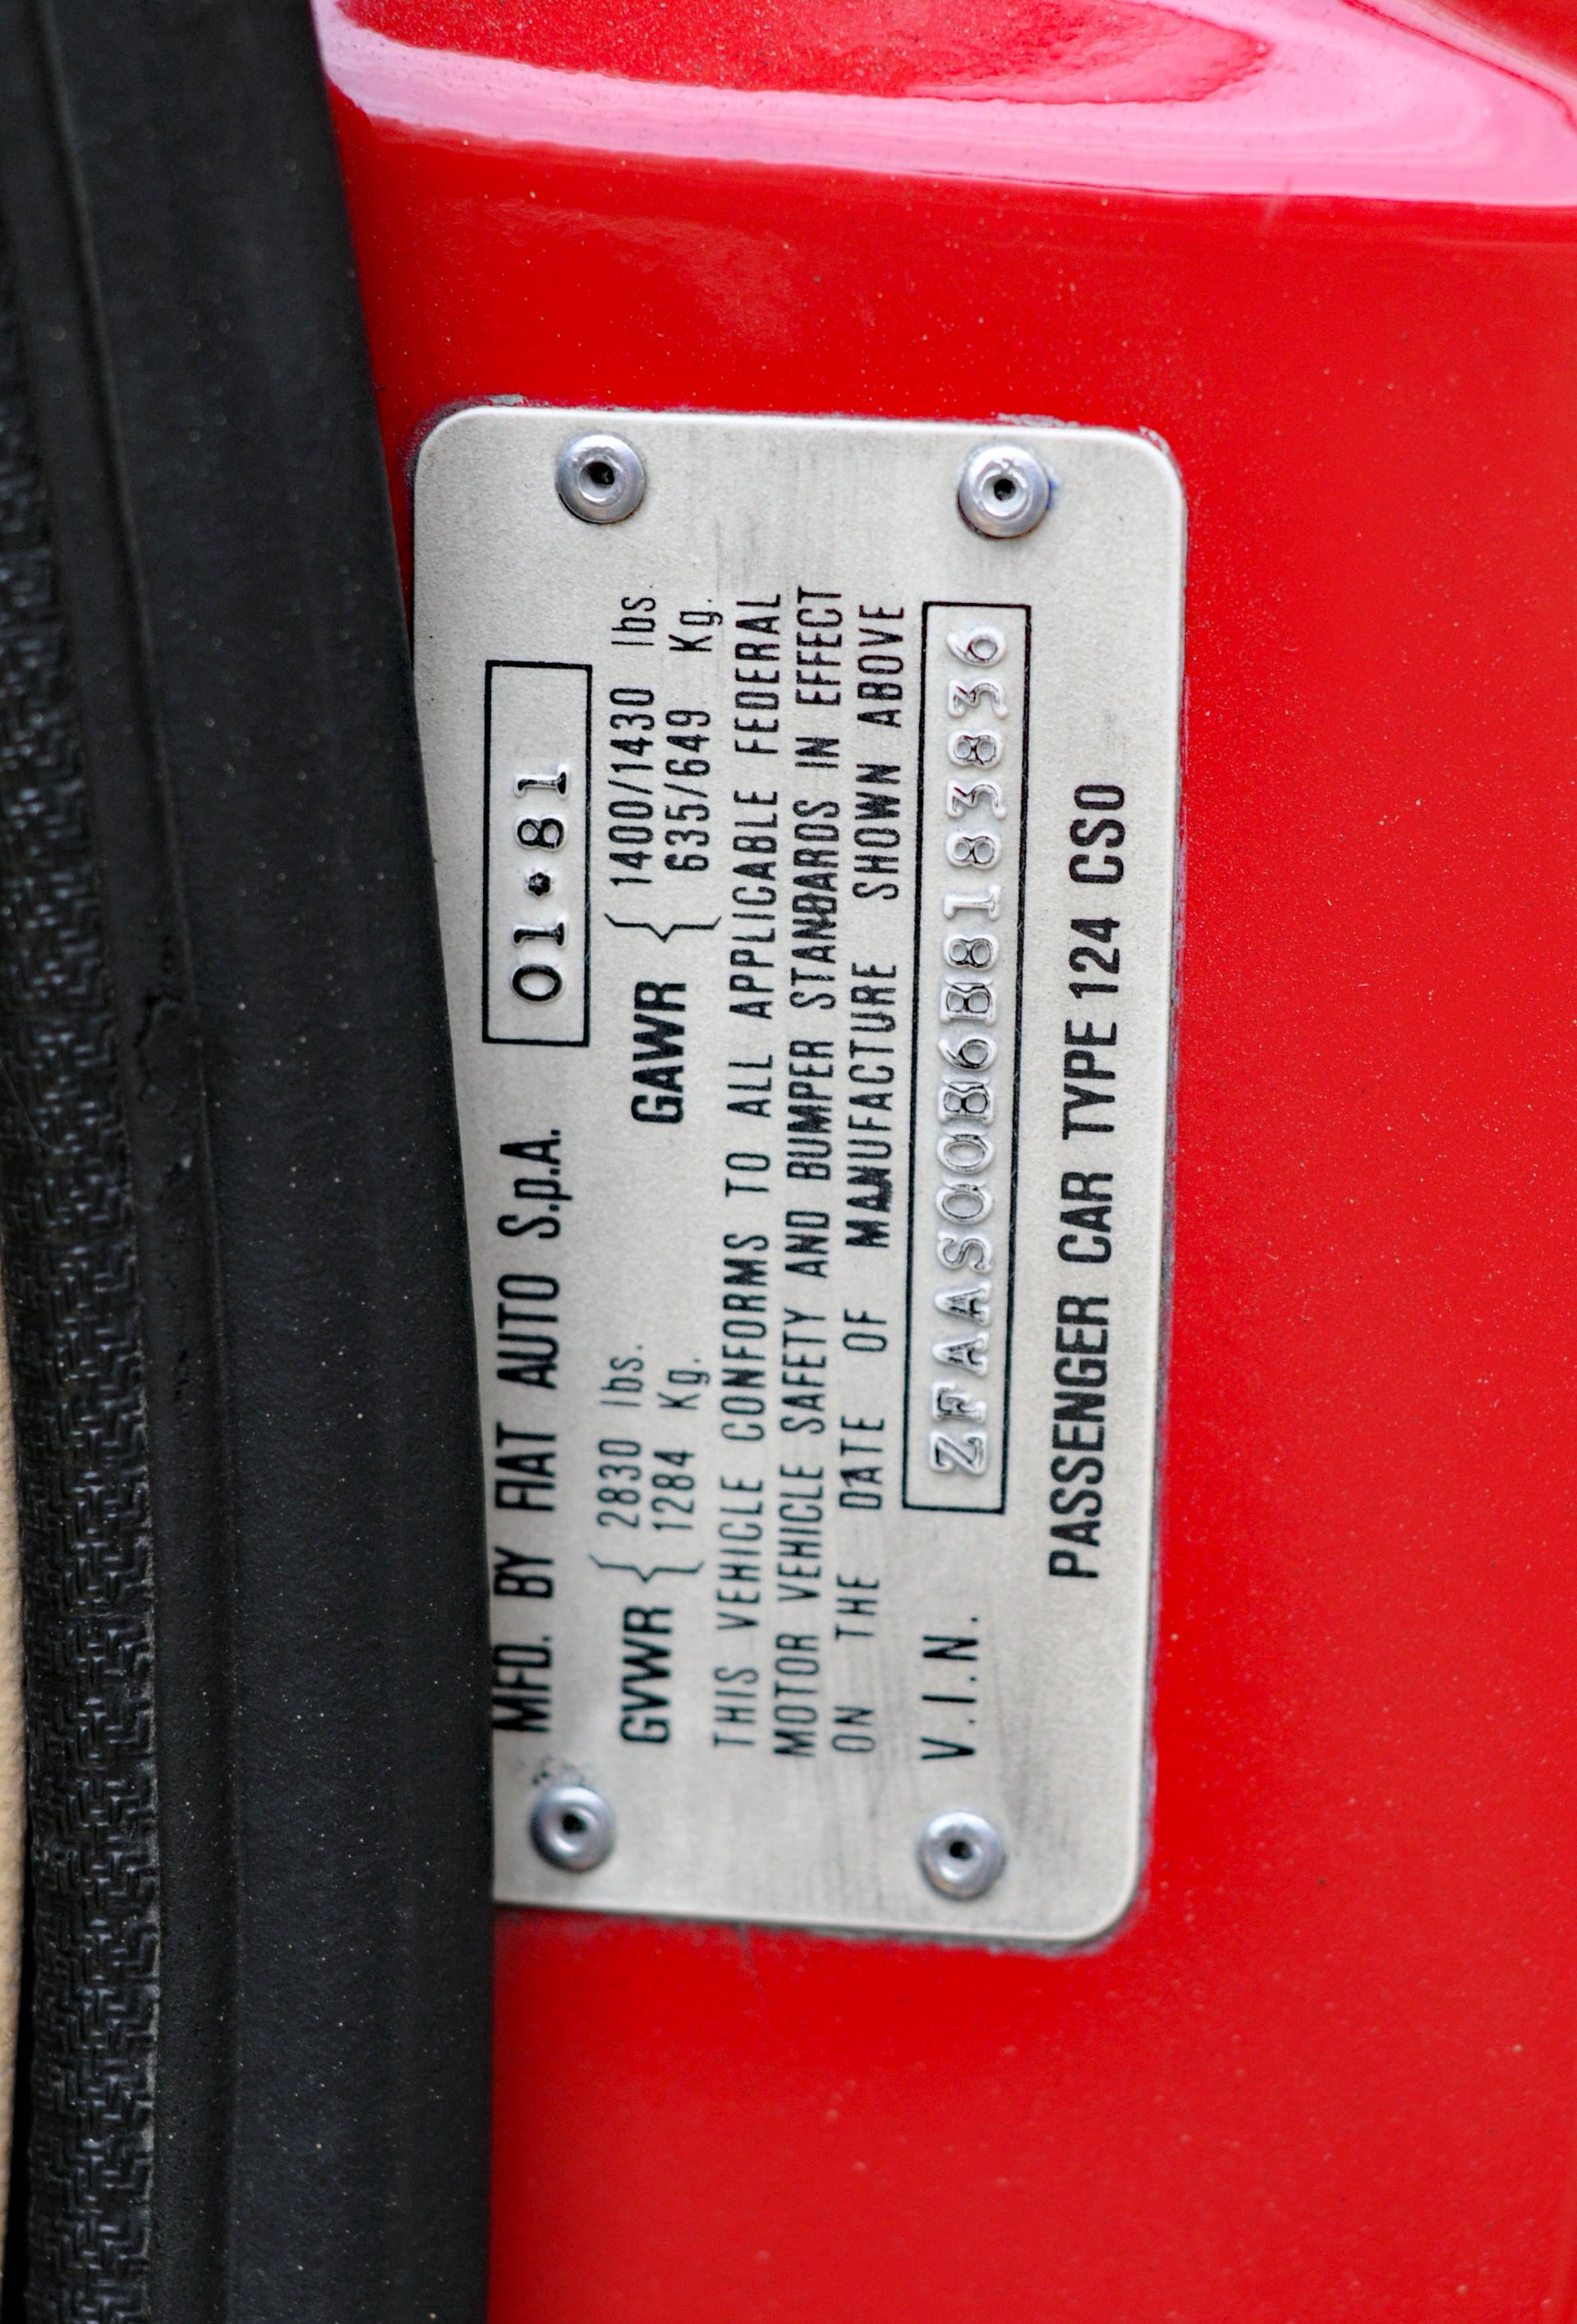 MFD. BY FIAT AUTO S.p.A. 01•81
GVWR { 2830 lbs. GAWR { 1400/1430 lbs.
1284 Kg. 635/649 Kg.
THIS VEHICLE CONFORMS TO ALL APPLICABLE FEDERAL
MOTOR VEHICLE SAFETY AND BUMPER STANDARDS IN EFFECT
ON THE DATE OF MANUFACTURE SHOWN ABOVE
V.I.N. ZFAAS00B6B8183836
PASSENGER CAR TYPE 124 CS0